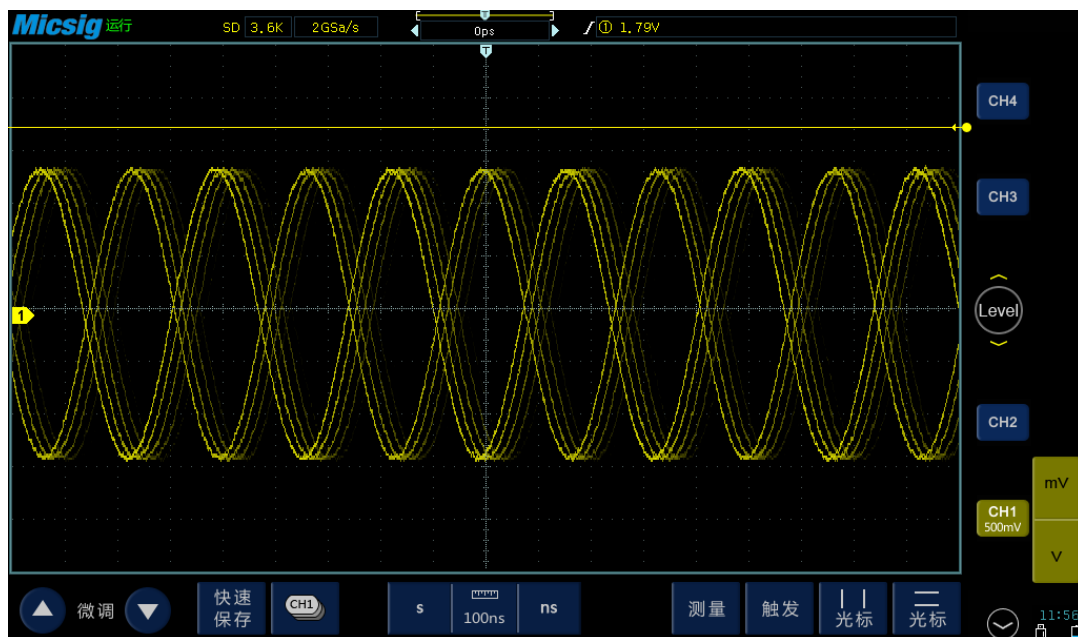 Micsig 运行 SD 3.6K 2GSa/s T 0ps ① 1.79V
T
CH4
CH3
1
Level
CH2
mV
CH1
500mV
V
微调
快速
保存
CH1
s
100ns
ns
测量
触发
光标
光标
11:56